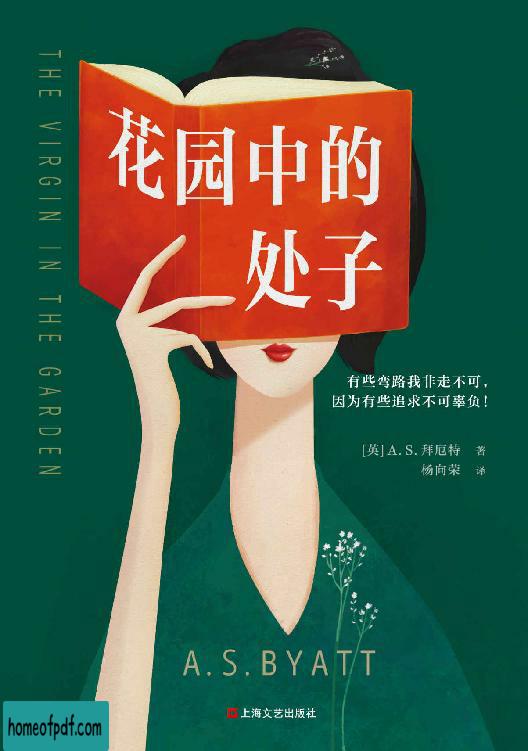 THE VIRGIN IN THE GARDEN
花园中的
处子
有些弯路我非走不可，
因为有些追求不可辜负！
[英]A.S.拜厄特 著
杨向荣 译
A.S.BYATT
上海文艺出版社
homeofpdf.com